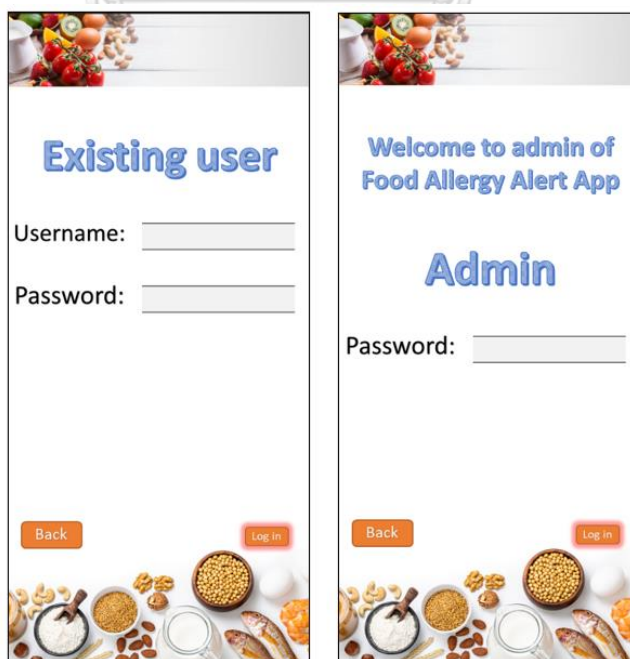 Existing user
Username:
Password:
Back
Log in
Welcome to admin of
Food Allergy Alert App
Admin
Password:
Back
Log in